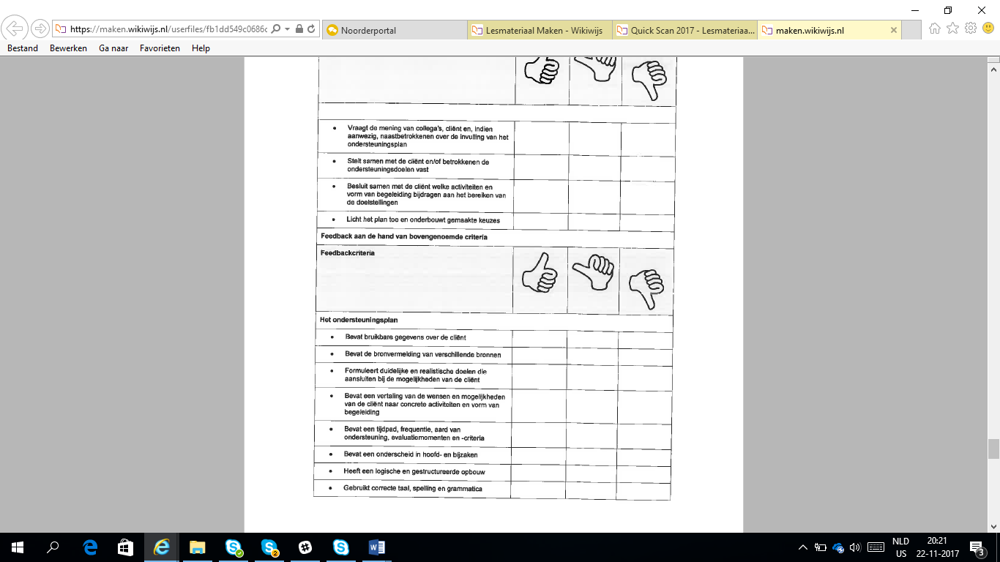 https://maken.wikiwijs.nl/userfiles/fb1dd549c0686c
Noorderportal
Lesmateriaal Maken - Wikiwijs
Quick Scan 2017 - Lesmateriaa...
maken.wikiwijs.nl
Bestand Bewerken Ga naar Favorieten Help
• Vraagt de mening van collega's, cliënt en, indien
aanwezig, naastbetrokkenen over de invulling van het
ondersteuningsplan
• Stelt samen met de cliënt en/of betrokkenen de
ondersteuningsdoelen vast
• Besluit samen met de cliënt welke activiteiten en
vorm van begeleiding bijdragen aan het bereiken van
de doelstellingen
• Licht het plan toe en onderbouwt gemaakte keuzes
Feedback aan de hand van bovengenoemde criteria
Feedbackcriteria
Het ondersteuningsplan
• Bevat bruikbare gegevens over de cliënt
• Bevat de bronvermelding van verschillende bronnen
• Formuleert duidelijke en realistische doelen die
aansluiten bij de mogelijkheden van de cliënt
• Bevat een vertaling van de wensen en mogelijkheden
van de cliënt naar concrete activiteiten en vorm van
begeleiding
• Bevat een tijdpad, frequentie, aard van
ondersteuning, evaluatiemomenten en -criteria
• Bevat een onderscheid in hoofd- en bijzaken
• Heeft een logische en gestructureerde opbouw
• Gebruikt correcte taal, spelling en grammatica
2
NLD
US
20:21
22-11-2017
3